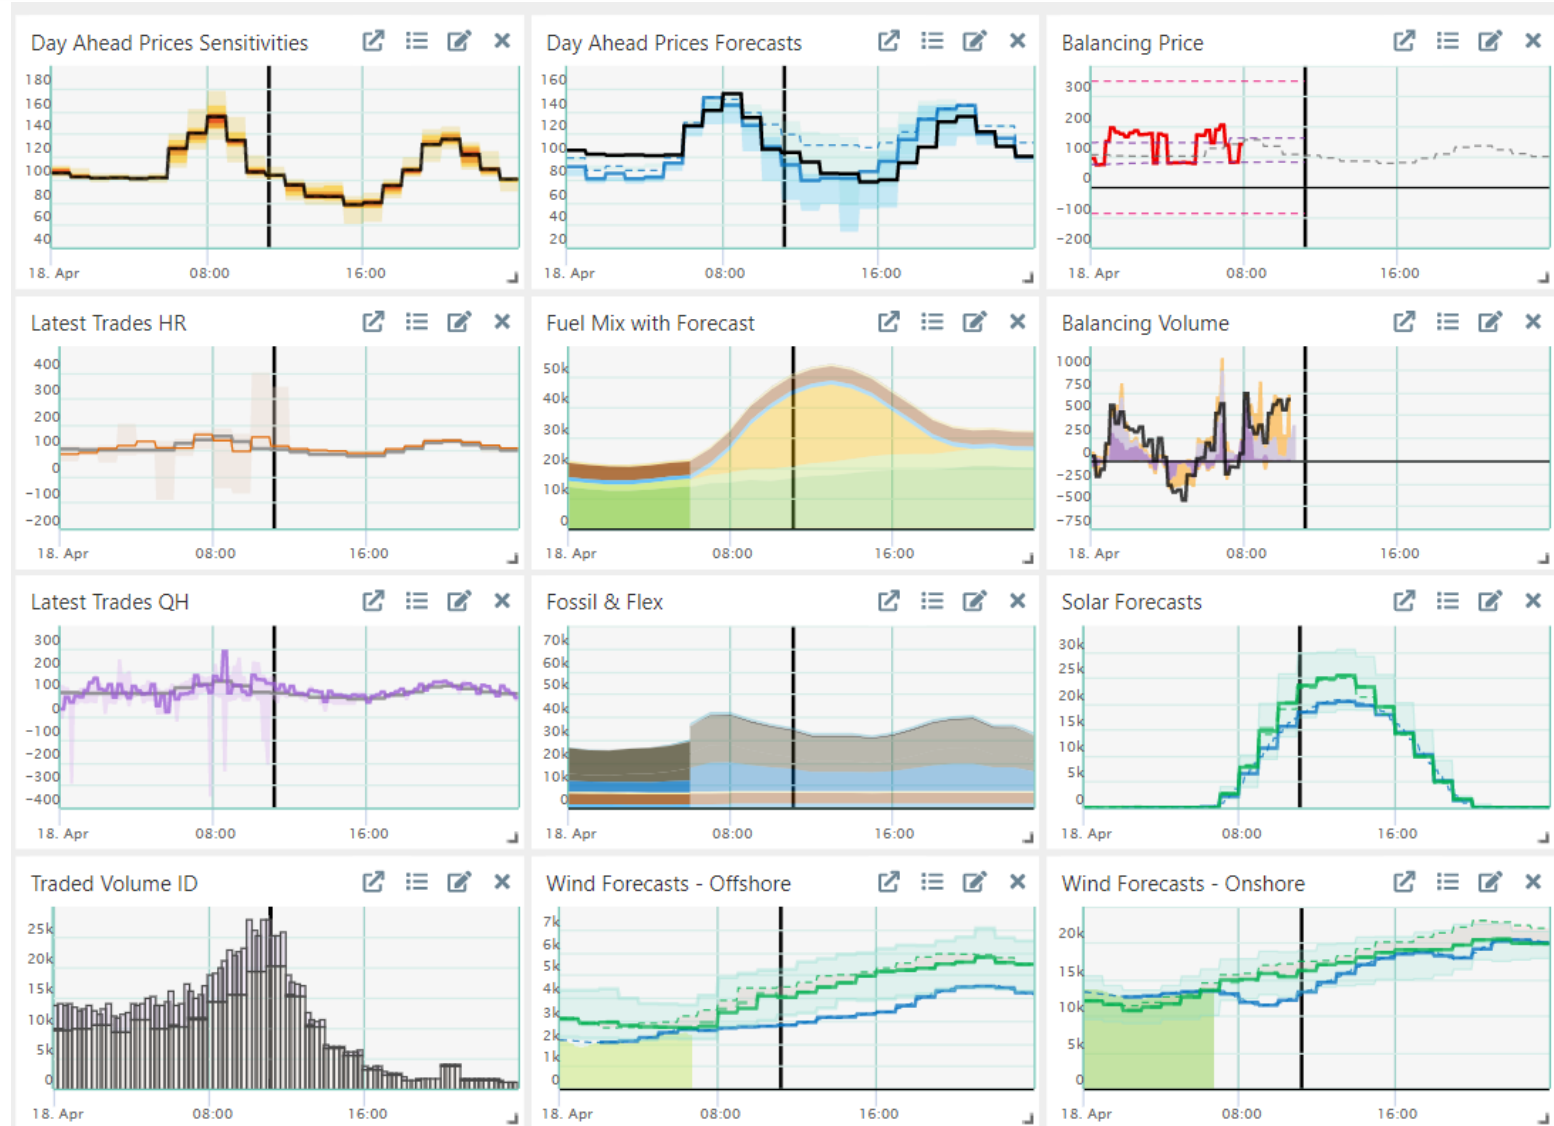 Day Ahead Prices Sensitivities
180
160
140
120
100
80
60
40
18. Apr 08:00 16:00
Day Ahead Prices Forecasts
160
140
120
100
80
60
40
20
18. Apr 08:00 16:00
Balancing Price
300
200
100
0
-100
-200
18. Apr 08:00 16:00
Latest Trades HR
400
300
200
100
0
-100
-200
18. Apr 08:00 16:00
Fuel Mix with Forecast
50k
40k
30k
20k
10k
0
18. Apr 08:00 16:00
Balancing Volume
1000
750
500
250
0
-250
-500
-750
18. Apr 08:00 16:00
Latest Trades QH
300
200
100
0
-100
-200
-300
-400
18. Apr 08:00 16:00
Fossil & Flex
70k
60k
50k
40k
30k
20k
10k
0
18. Apr 08:00 16:00
Solar Forecasts
30k
25k
20k
15k
10k
5k
0
18. Apr 08:00 16:00
Traded Volume ID
25k
20k
15k
10k
5k
0
18. Apr 08:00 16:00
Wind Forecasts - Offshore
7k
6k
5k
4k
3k
2k
1k
0
18. Apr 08:00 16:00
Wind Forecasts - Onshore
20k
15k
10k
5k
0
18. Apr 08:00 16:00